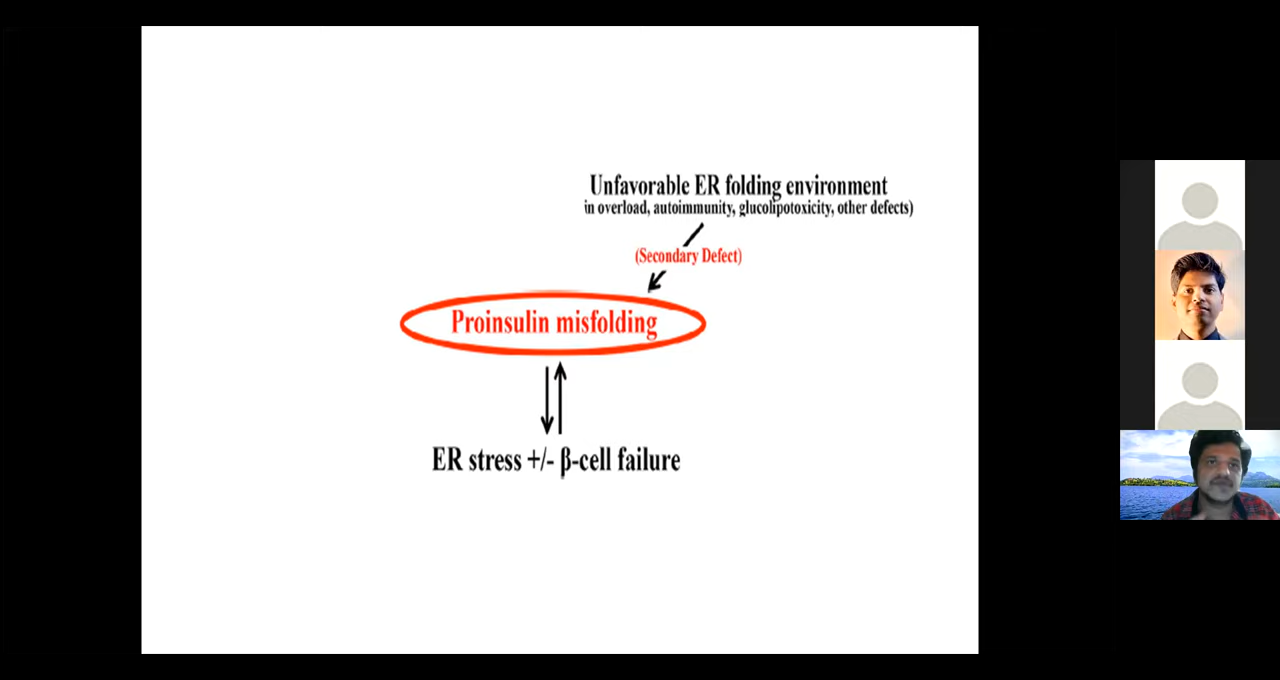 Unfavorable ER folding environment
in overload, autoimmunity, glucolipotoxicity, other defects)
(Secondary Defect)
Proinsulin misfolding
ER stress +/- β-cell failure